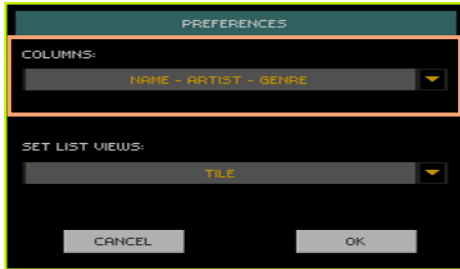 PREFERENCES
COLUMNS:
NAME - ARTIST - GENRE
SET LIST VIEWS:
TILE
CANCEL OK